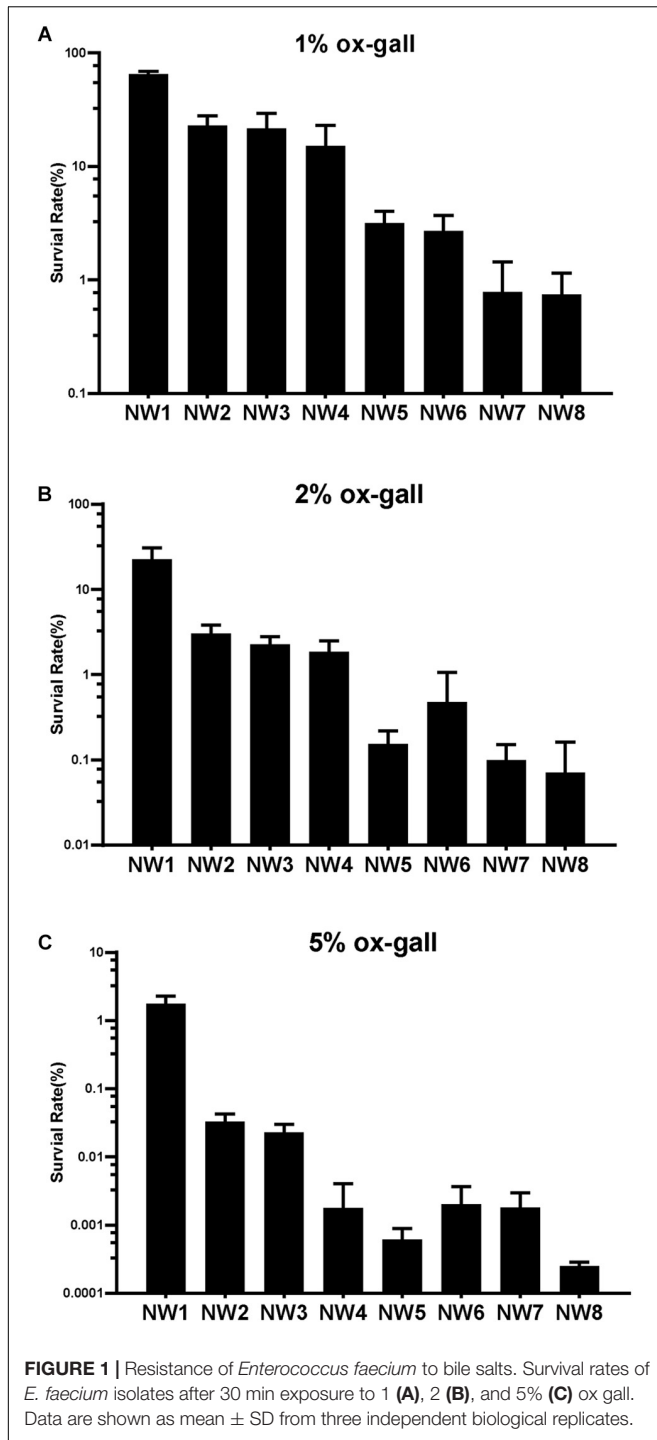 A
1% ox-gall
Survial Rate(%)
100
10
1
0.1
NW1 NW2 NW3 NW4 NW5 NW6 NW7 NW8
B
2% ox-gall
Survial Rate(%)
100
10
1
0.1
0.01
NW1 NW2 NW3 NW4 NW5 NW6 NW7 NW8
C
5% ox-gall
Survial Rate(%)
10
1
0.1
0.01
0.001
0.0001
NW1 NW2 NW3 NW4 NW5 NW6 NW7 NW8
FIGURE 1 | Resistance of Enterococcus faecium to bile salts. Survival rates of
E. faecium isolates after 30 min exposure to 1 (A), 2 (B), and 5% (C) ox gall.
Data are shown as mean ± SD from three independent biological replicates.